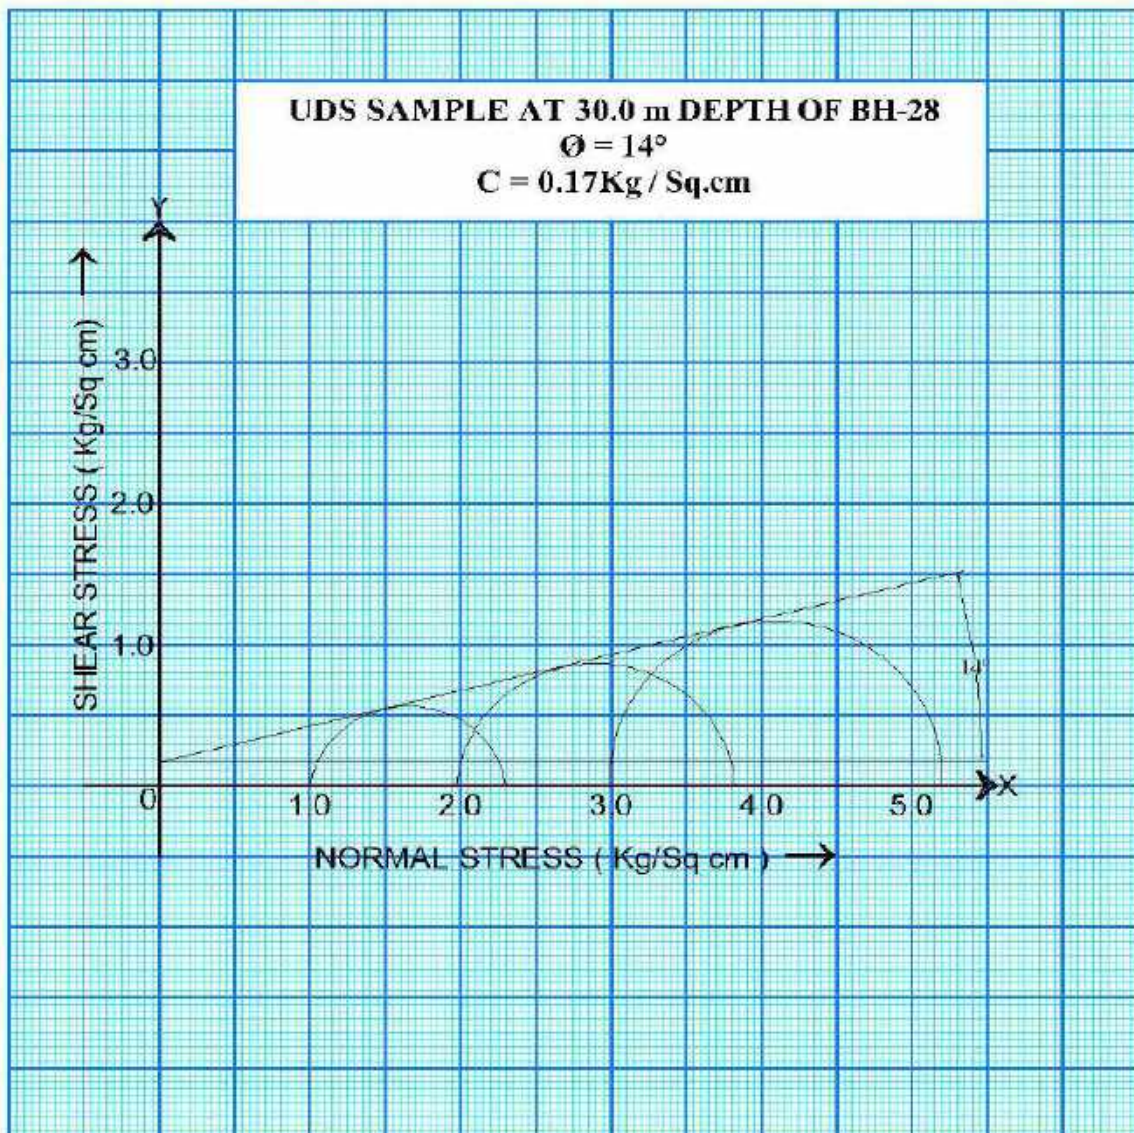 UDS SAMPLE AT 30.0 m DEPTH OF BH-28
Ø = 14°
C = 0.17Kg / Sq.cm
Y
SHEAR STRESS ( Kg/Sq cm)
3.0
2.0
1.0
14°
0
1.0
2.0
3.0
4.0
5.0
X
NORMAL STRESS ( Kg/Sq cm )